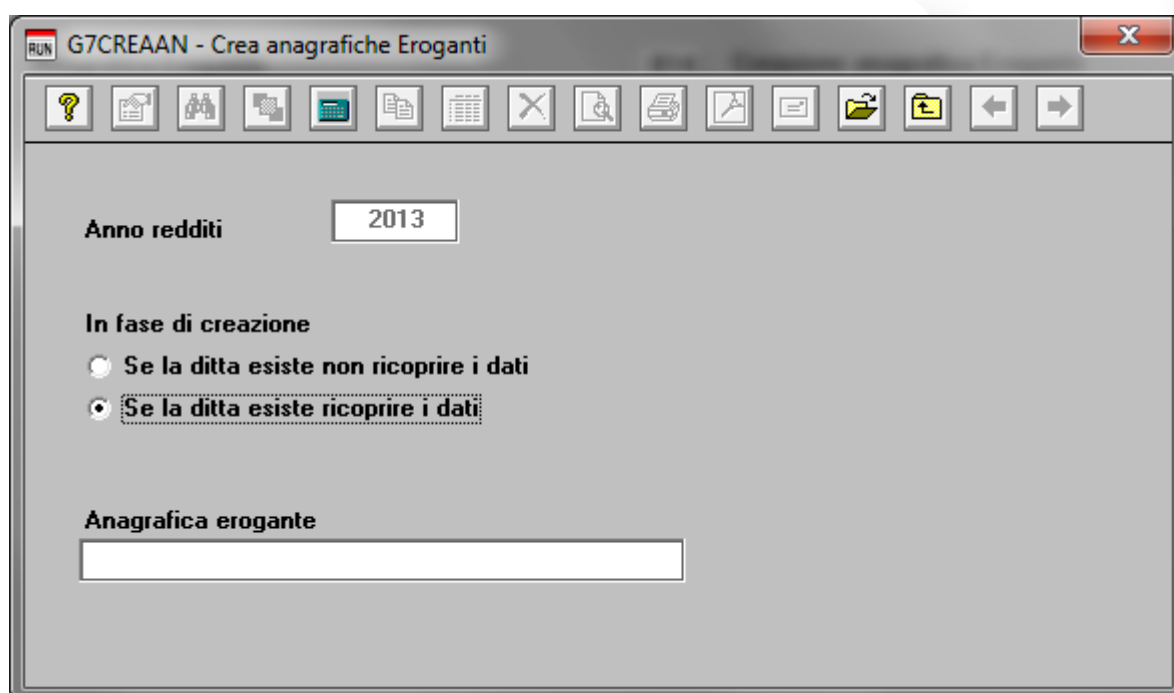 RUN G7CREAAN - Crea anagrafiche Eroganti
Anno redditi 2013
In fase di creazione
Se la ditta esiste non ricoprire i dati
Se la ditta esiste ricoprire i dati
Anagrafica erogante